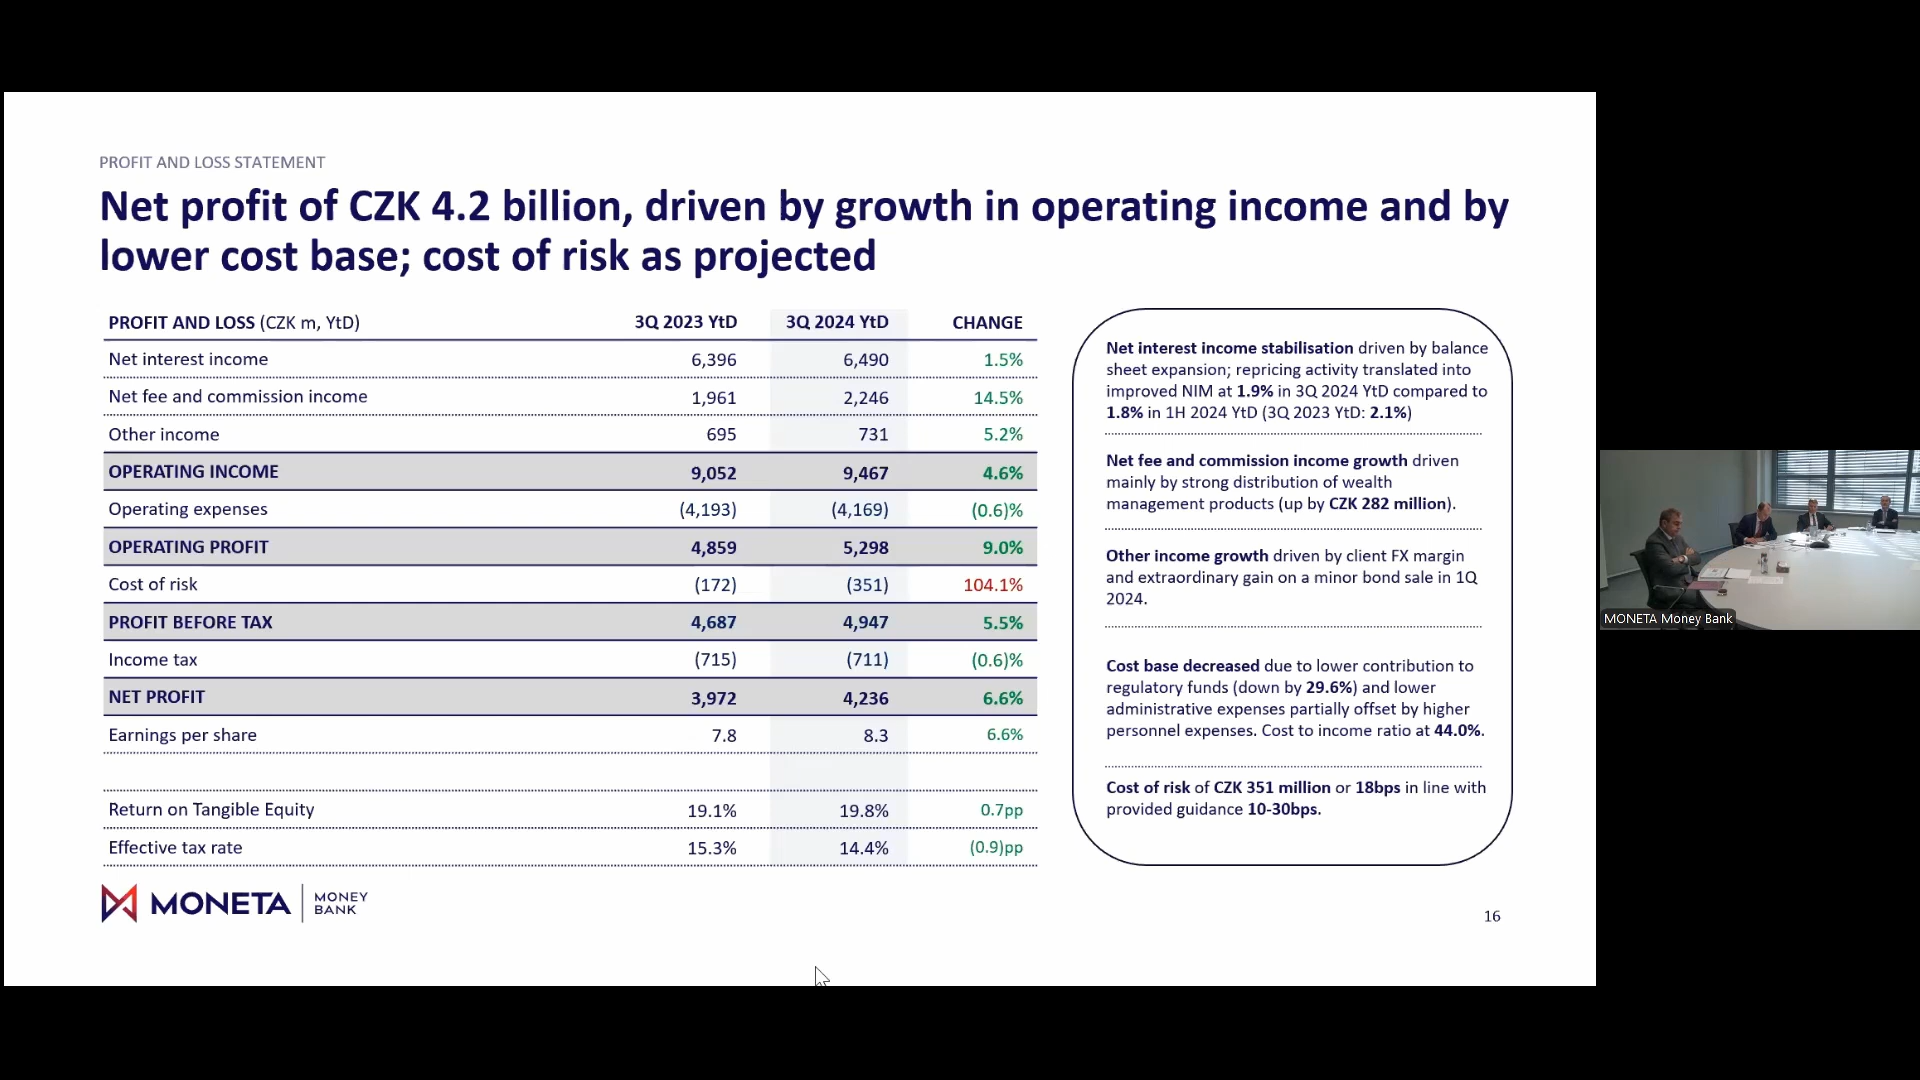 PROFIT AND LOSS STATEMENT
Net profit of CZK 4.2 billion, driven by growth in operating income and by
lower cost base; cost of risk as projected
PROFIT AND LOSS (CZK m, YtD) 3Q 2023 YtD 3Q 2024 YtD CHANGE
Net interest income 6,396 6,490 1.5%
Net fee and commission income 1,961 2,246 14.5%
Other income 695 731 5.2%
OPERATING INCOME 9,052 9,467 4.6%
Operating expenses (4,193) (4,169) (0.6)%
OPERATING PROFIT 4,859 5,298 9.0%
Cost of risk (172) (351) 104.1%
PROFIT BEFORE TAX 4,687 4,947 5.5%
Income tax (715) (711) (0.6)%
NET PROFIT 3,972 4,236 6.6%
Earnings per share 7.8 8.3 6.6%
Return on Tangible Equity 19.1% 19.8% 0.7pp
Effective tax rate 15.3% 14.4% (0.9)pp
Net interest income stabilisation driven by balance
sheet expansion; repricing activity translated into
improved NIM at 1.9% in 3Q 2024 YtD compared to
1.8% in 1H 2024 YtD (3Q 2023 YtD: 2.1%)
Net fee and commission income growth driven
mainly by strong distribution of wealth
management products (up by CZK 282 million).
Other income growth driven by client FX margin
and extraordinary gain on a minor bond sale in 1Q
2024.
Cost base decreased due to lower contribution to
regulatory funds (down by 29.6%) and lower
administrative expenses partially offset by higher
personnel expenses. Cost to income ratio at 44.0%.
Cost of risk of CZK 351 million or 18bps in line with
provided guidance 10-30bps.
MONETA MONEY
BANK
16
MONETA Money Bank